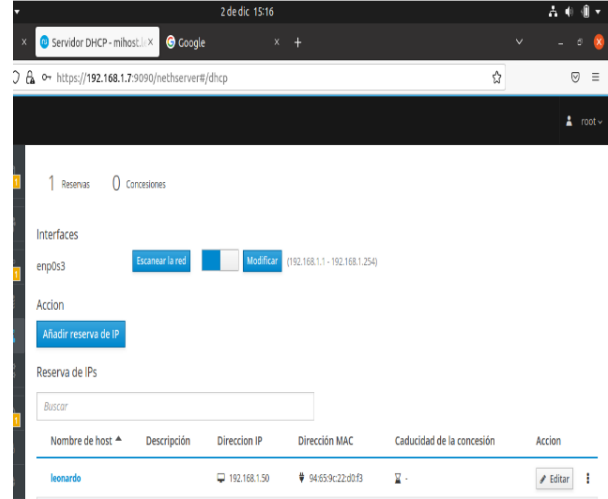 2 de dic 15:16
Servidor DHCP - mihost.l
Google
https://192.168.1.7:9090/nethserver#/dhcp
root
1 Reservas 0 Concesiones
Interfaces
enp0s3 Escanear la red Modificar (192.168.1.1 - 192.168.1.254)
Accion
Añadir reserva de IP
Reserva de IPs
Buscar
Nombre de host Descripción Direccion IP Dirección MAC Caducidad de la concesión Accion
leonardo 192.168.1.50 94:65:9c:22:d0:f3 - Editar